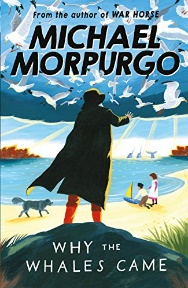 From the author of WAR HORSE
MICHAEL
MORPURGO
WHY THE
WHALES CAME